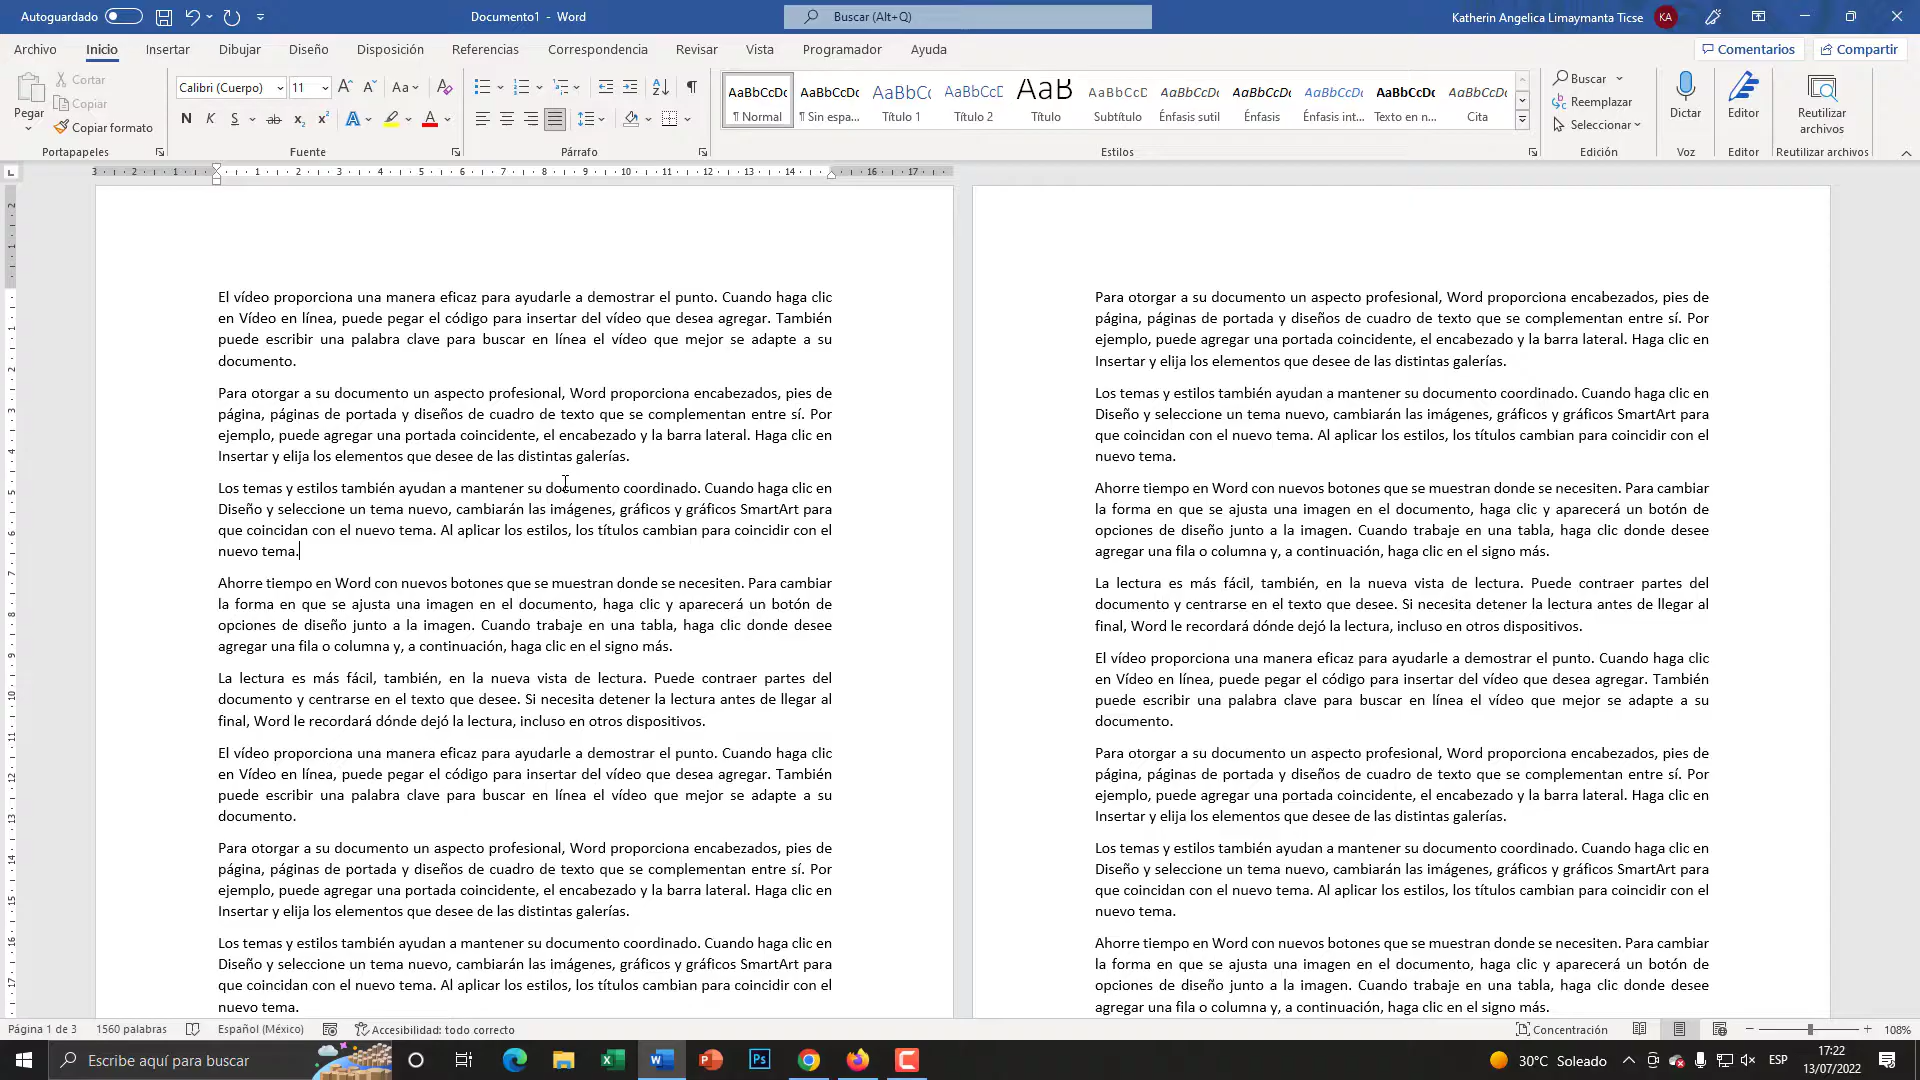 Autoguardado
Documento1 - Word
Buscar (Alt+Q)
Katherin Angelica Limaymanta Ticse
KA
Archivo Inicio Insertar Dibujar Diseño Disposición Referencias Correspondencia Revisar Vista Programador Ayuda
Comentarios Compartir
Pegar
Cortar
Copiar
Copiar formato
Portapapeles
Calibri (Cuerpo) 11
Fuente
Párrafo
AaBbCcDc AaBbCcDc AaBbCc AaBbCcD AaB AaBbCcD AaBbCcDc AaBbCcDc AaBbCcDc AaBbCcDc AaBbCcDc
¶ Normal ¶ Sin espa... Título 1 Título 2 Título Subtítulo Énfasis sutil Énfasis Énfasis int... Texto en n... Cita
Estilos
Buscar
Reemplazar
Seleccionar
Edición
Dictar
Voz
Editor
Editor
Reutilizar
archivos
Reutilizar archivos
3 2 1 1 2 3 4 5 6 7 8 9 10 11 12 13 14 16 17
El vídeo proporciona una manera eficaz para ayudarle a demostrar el punto. Cuando haga clic
en Vídeo en línea, puede pegar el código para insertar del vídeo que desea agregar. También
puede escribir una palabra clave para buscar en línea el vídeo que mejor se adapte a su
documento.
Para otorgar a su documento un aspecto profesional, Word proporciona encabezados, pies de
página, páginas de portada y diseños de cuadro de texto que se complementan entre sí. Por
ejemplo, puede agregar una portada coincidente, el encabezado y la barra lateral. Haga clic en
Insertar y elija los elementos que desee de las distintas galerías.
Los temas y estilos también ayudan a mantener su documento coordinado. Cuando haga clic en
Diseño y seleccione un tema nuevo, cambiarán las imágenes, gráficos y gráficos SmartArt para
que coincidan con el nuevo tema. Al aplicar los estilos, los títulos cambian para coincidir con el
nuevo tema.
Ahorre tiempo en Word con nuevos botones que se muestran donde se necesiten. Para cambiar
la forma en que se ajusta una imagen en el documento, haga clic y aparecerá un botón de
opciones de diseño junto a la imagen. Cuando trabaje en una tabla, haga clic donde desee
agregar una fila o columna y, a continuación, haga clic en el signo más.
La lectura es más fácil, también, en la nueva vista de lectura. Puede contraer partes del
documento y centrarse en el texto que desee. Si necesita detener la lectura antes de llegar al
final, Word le recordará dónde dejó la lectura, incluso en otros dispositivos.
El vídeo proporciona una manera eficaz para ayudarle a demostrar el punto. Cuando haga clic
en Vídeo en línea, puede pegar el código para insertar del vídeo que desea agregar. También
puede escribir una palabra clave para buscar en línea el vídeo que mejor se adapte a su
documento.
Para otorgar a su documento un aspecto profesional, Word proporciona encabezados, pies de
página, páginas de portada y diseños de cuadro de texto que se complementan entre sí. Por
ejemplo, puede agregar una portada coincidente, el encabezado y la barra lateral. Haga clic en
Insertar y elija los elementos que desee de las distintas galerías.
Los temas y estilos también ayudan a mantener su documento coordinado. Cuando haga clic en
Diseño y seleccione un tema nuevo, cambiarán las imágenes, gráficos y gráficos SmartArt para
que coincidan con el nuevo tema. Al aplicar los estilos, los títulos cambian para coincidir con el
nuevo tema.
Para otorgar a su documento un aspecto profesional, Word proporciona encabezados, pies de
página, páginas de portada y diseños de cuadro de texto que se complementan entre sí. Por
ejemplo, puede agregar una portada coincidente, el encabezado y la barra lateral. Haga clic en
Insertar y elija los elementos que desee de las distintas galerías.
Los temas y estilos también ayudan a mantener su documento coordinado. Cuando haga clic en
Diseño y seleccione un tema nuevo, cambiarán las imágenes, gráficos y gráficos SmartArt para
que coincidan con el nuevo tema. Al aplicar los estilos, los títulos cambian para coincidir con el
nuevo tema.
Ahorre tiempo en Word con nuevos botones que se muestran donde se necesiten. Para cambiar
la forma en que se ajusta una imagen en el documento, haga clic y aparecerá un botón de
opciones de diseño junto a la imagen. Cuando trabaje en una tabla, haga clic donde desee
agregar una fila o columna y, a continuación, haga clic en el signo más.
La lectura es más fácil, también, en la nueva vista de lectura. Puede contraer partes del
documento y centrarse en el texto que desee. Si necesita detener la lectura antes de llegar al
final, Word le recordará dónde dejó la lectura, incluso en otros dispositivos.
El vídeo proporciona una manera eficaz para ayudarle a demostrar el punto. Cuando haga clic
en Vídeo en línea, puede pegar el código para insertar del vídeo que desea agregar. También
puede escribir una palabra clave para buscar en línea el vídeo que mejor se adapte a su
documento.
Para otorgar a su documento un aspecto profesional, Word proporciona encabezados, pies de
página, páginas de portada y diseños de cuadro de texto que se complementan entre sí. Por
ejemplo, puede agregar una portada coincidente, el encabezado y la barra lateral. Haga clic en
Insertar y elija los elementos que desee de las distintas galerías.
Los temas y estilos también ayudan a mantener su documento coordinado. Cuando haga clic en
Diseño y seleccione un tema nuevo, cambiarán las imágenes, gráficos y gráficos SmartArt para
que coincidan con el nuevo tema. Al aplicar los estilos, los títulos cambian para coincidir con el
nuevo tema.
Ahorre tiempo en Word con nuevos botones que se muestran donde se necesiten. Para cambiar
la forma en que se ajusta una imagen en el documento, haga clic y aparecerá un botón de
opciones de diseño junto a la imagen. Cuando trabaje en una tabla, haga clic donde desee
agregar una fila o columna y, a continuación, haga clic en el signo más.
Página 1 de 3 1560 palabras Español (México) Accesibilidad: todo correcto
Concentración
108%
Escribe aquí para buscar
30°C Soleado
ESP
17:22
13/07/2022